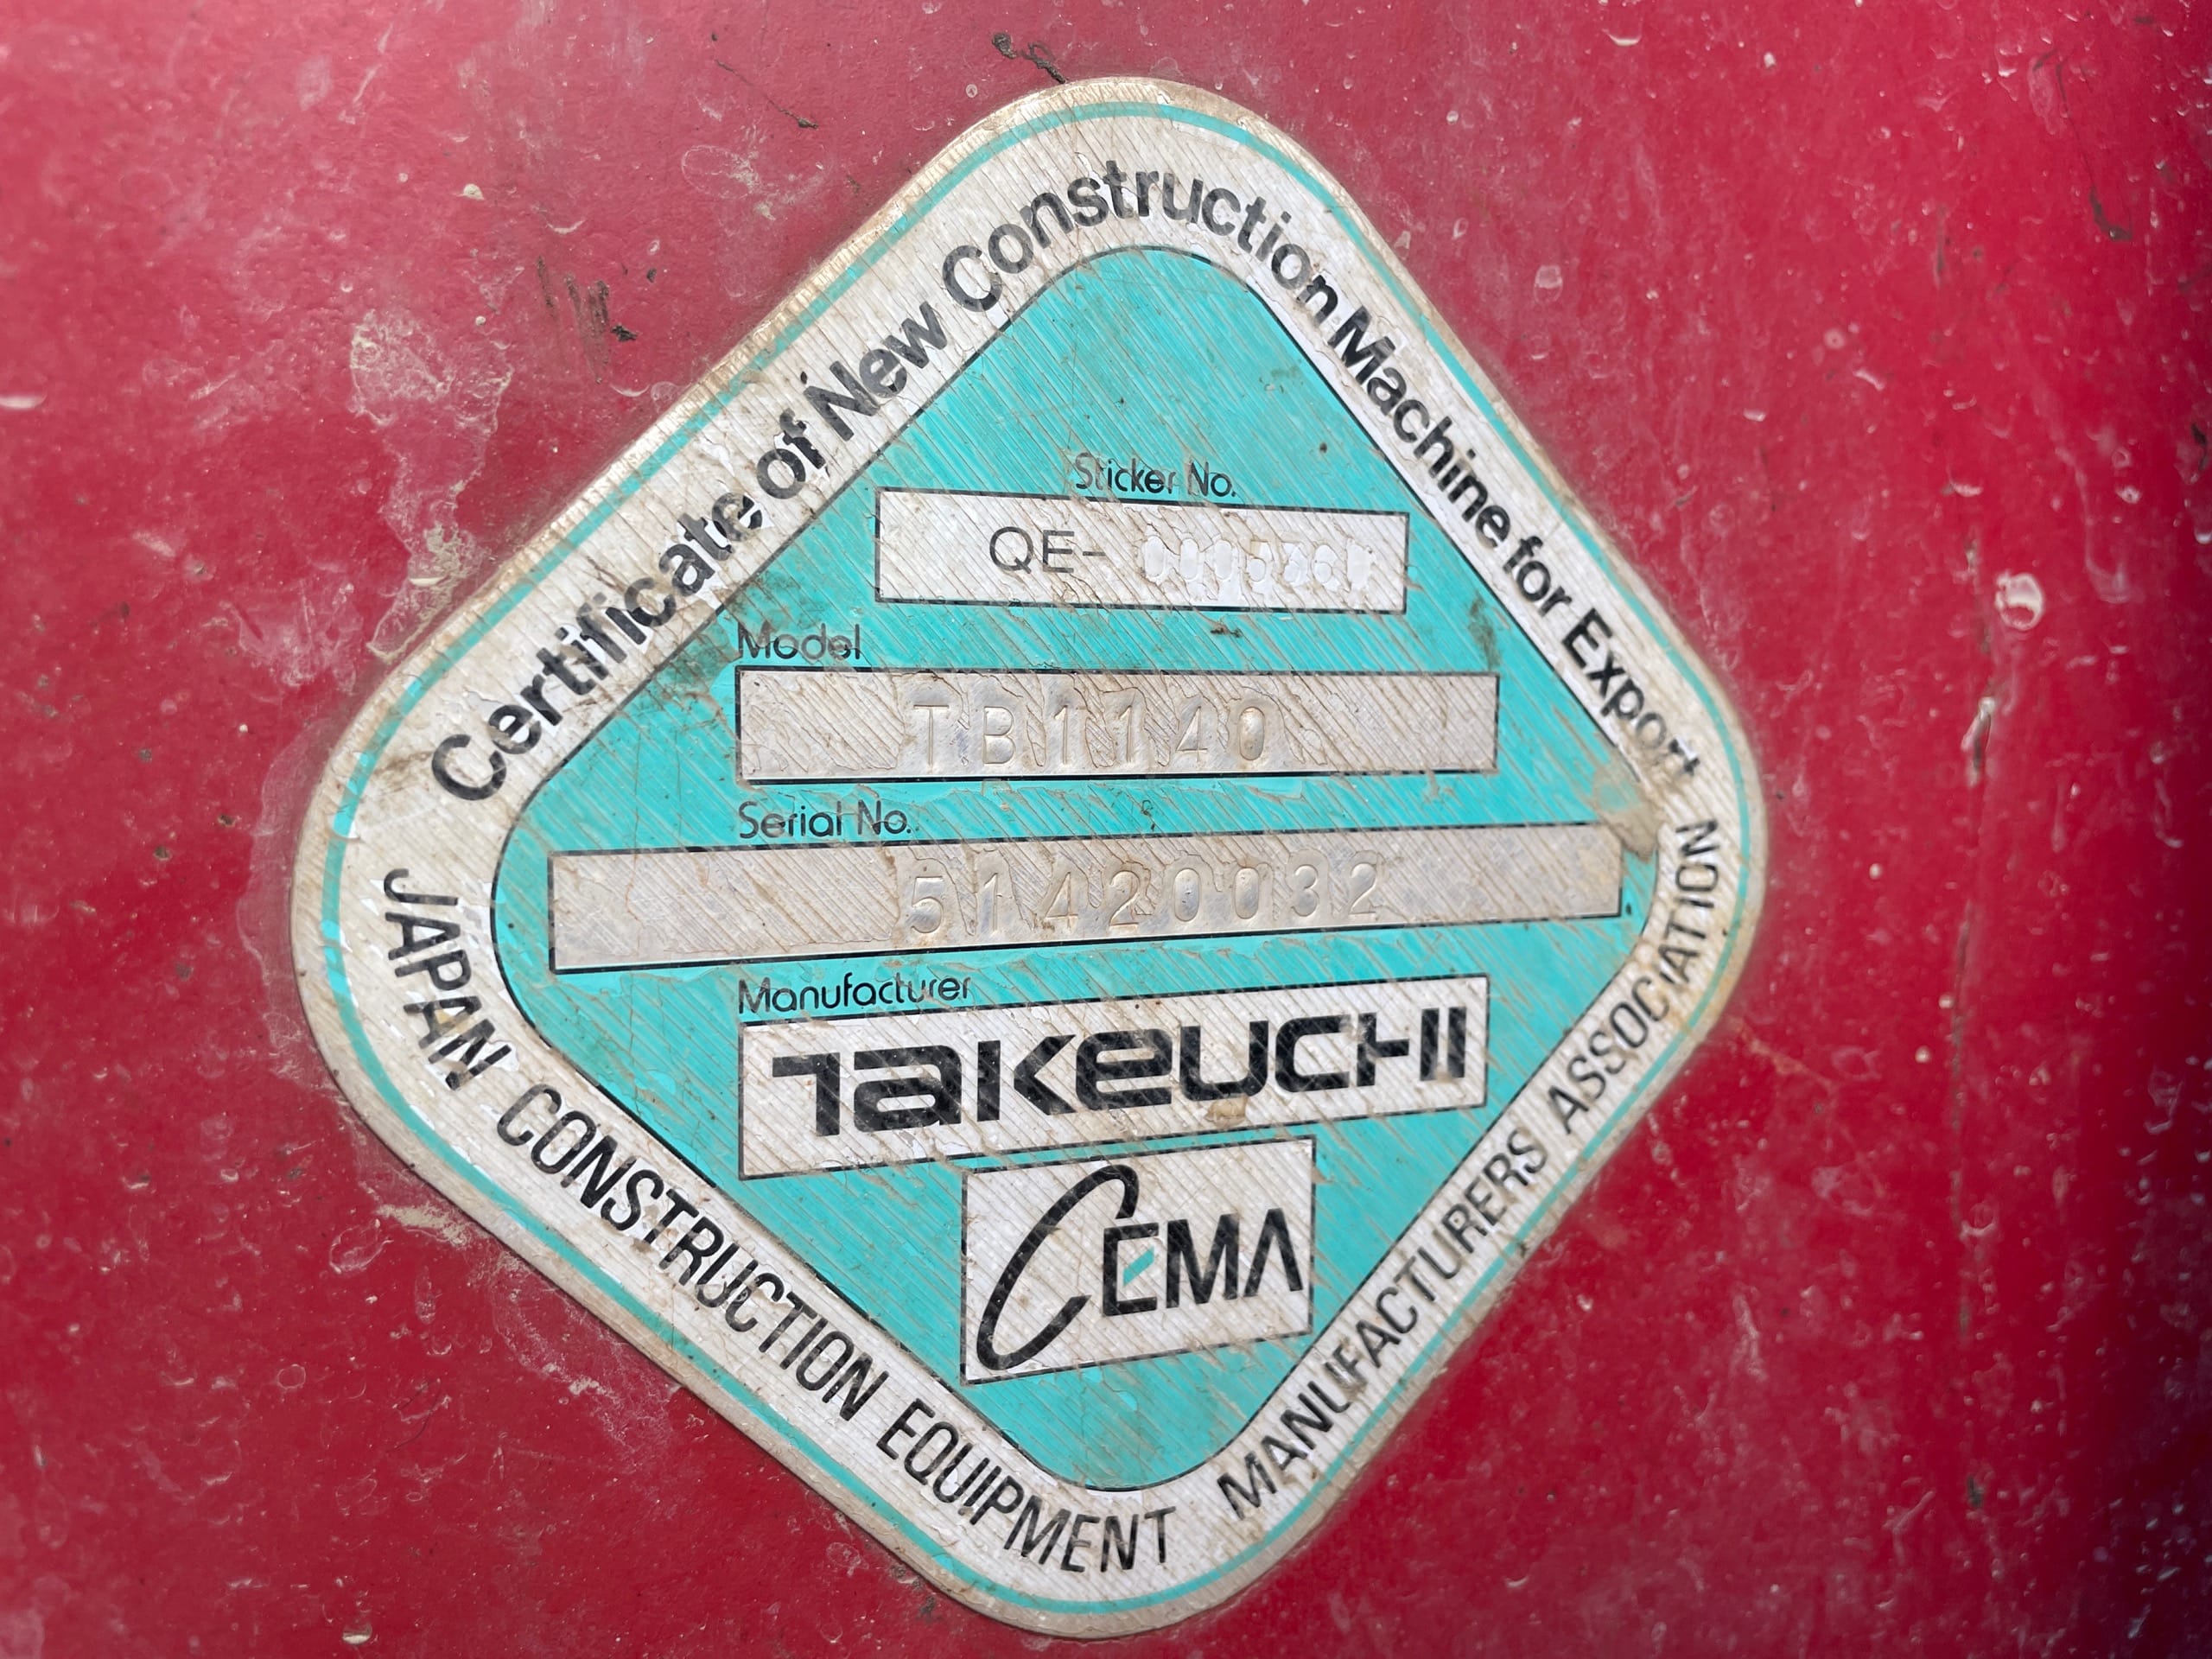 Certificate of New Construction Machine for Export
Sticker No.
QE-
Model
TB1140
Serial No.
51420032
Manufacturer
TAKEUCHI
CEMA
JAPAN CONSTRUCTION EQUIPMENT MANUFACTURERS ASSOCIATION